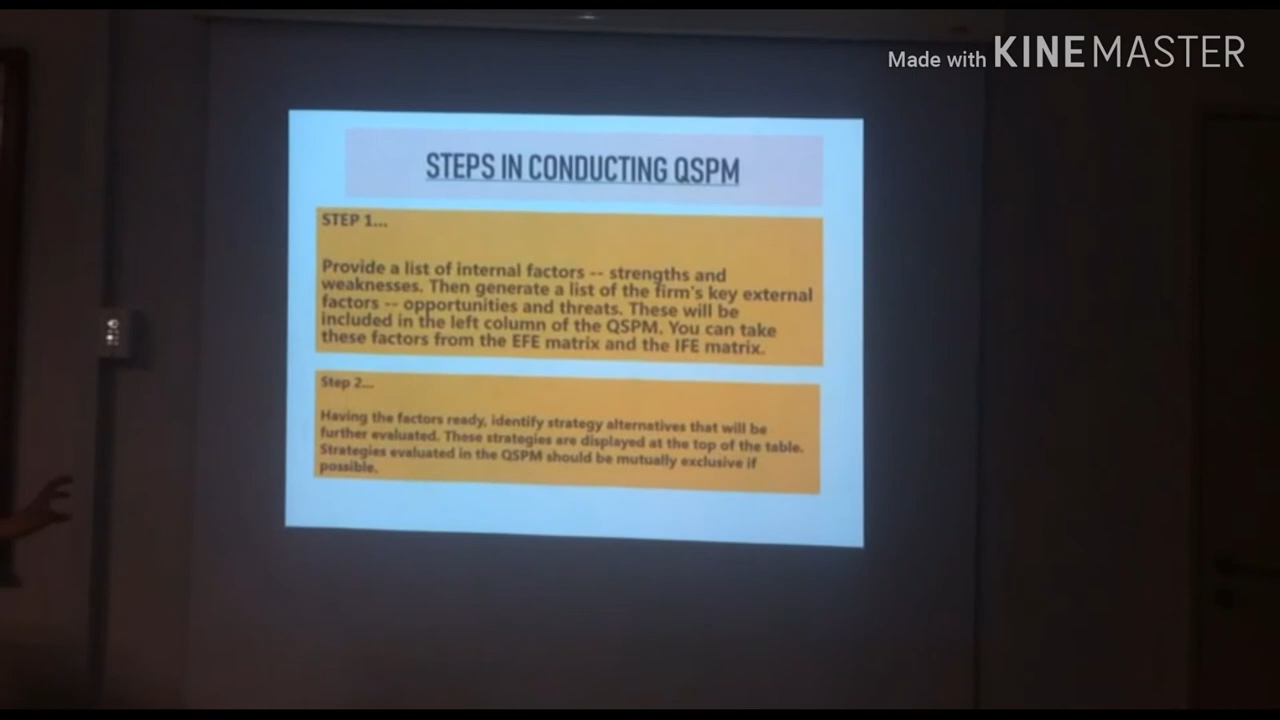 Made with KINEMASTER
STEPS IN CONDUCTING QSPM
STEP 1...
Provide a list of internal factors -- strengths and
weaknesses. Then generate a list of the firm's key external
factors -- opportunities and threats. These will be
included in the left column of the QSPM. You can take
these factors from the EFE matrix and the IFE matrix.
Step 2...
Having the factors ready, identify strategy alternatives that will be
further evaluated. These strategies are displayed at the top of the table.
Strategies evaluated in the QSPM should be mutually exclusive if
possible.